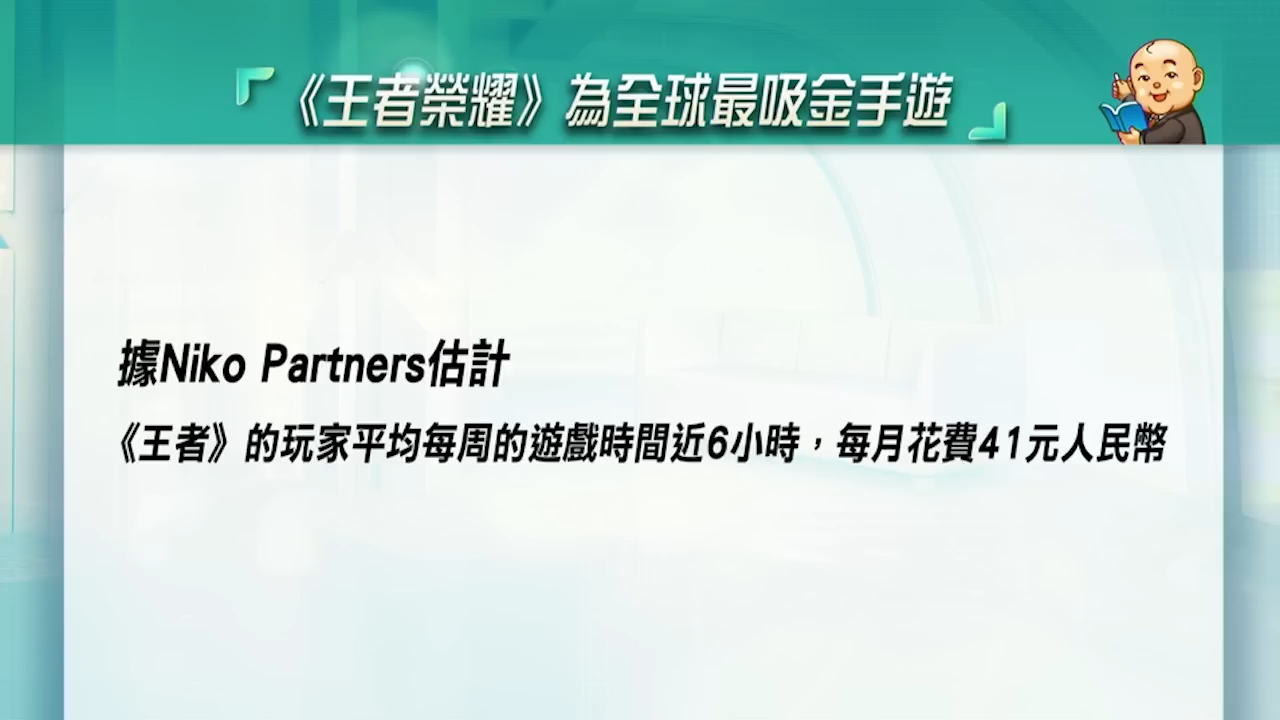 『《王者榮耀》為全球最吸金手遊』
據Niko Partners估計
《王者》的玩家平均每周的遊戲時間近6小時，每月花費41元人民幣